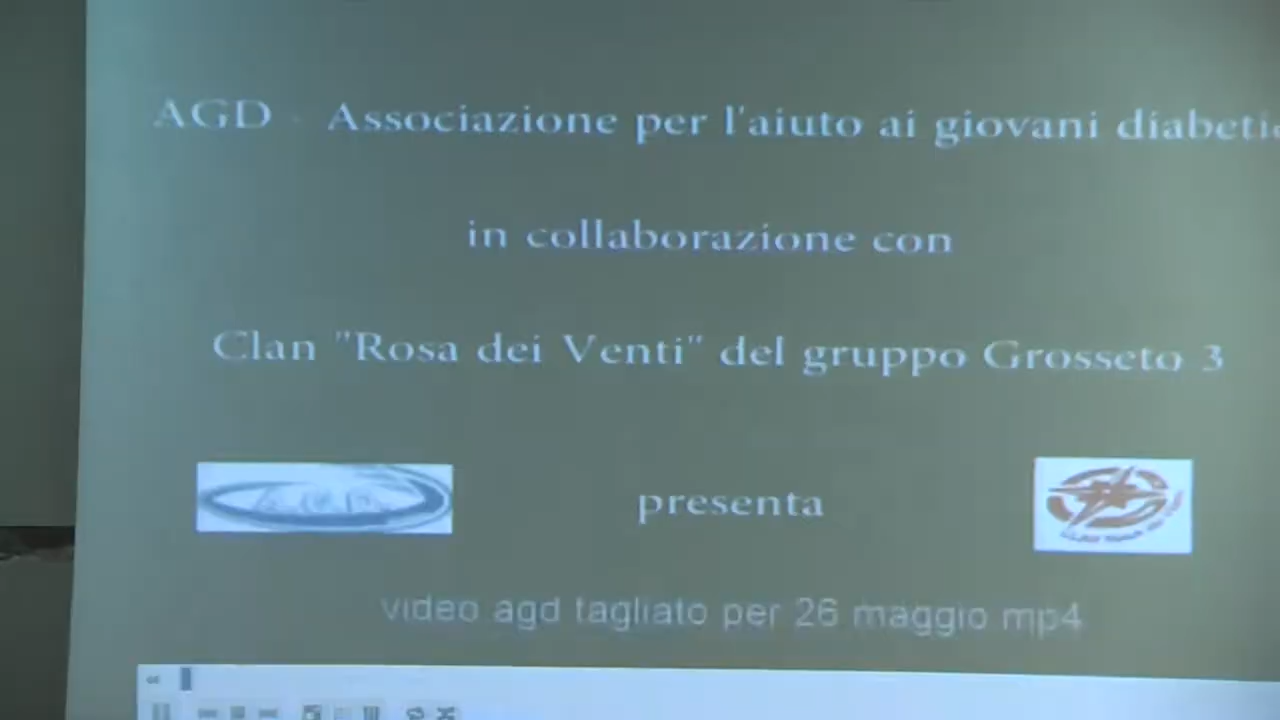 AGD - Associazione per l'aiuto ai giovani diabetic
in collaborazione con
Clan "Rosa dei Venti" del gruppo Grosseto 3
presenta
video agd tagliato per 26 maggio mp4